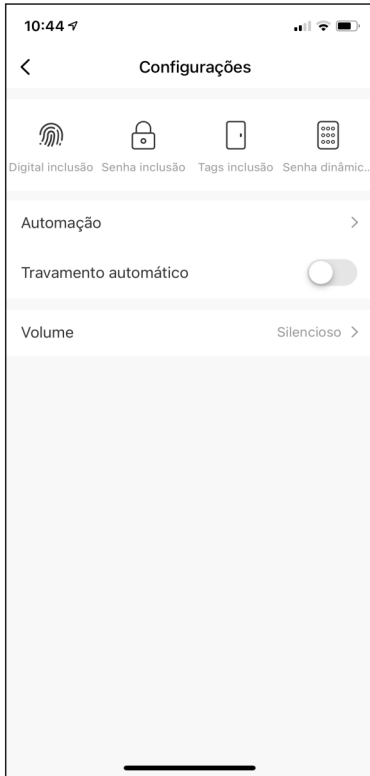 10:44
Configurações
Digital inclusão Senha inclusão Tags inclusão Senha dinâmic...
Automação
Travamento automático
Volume Silencioso